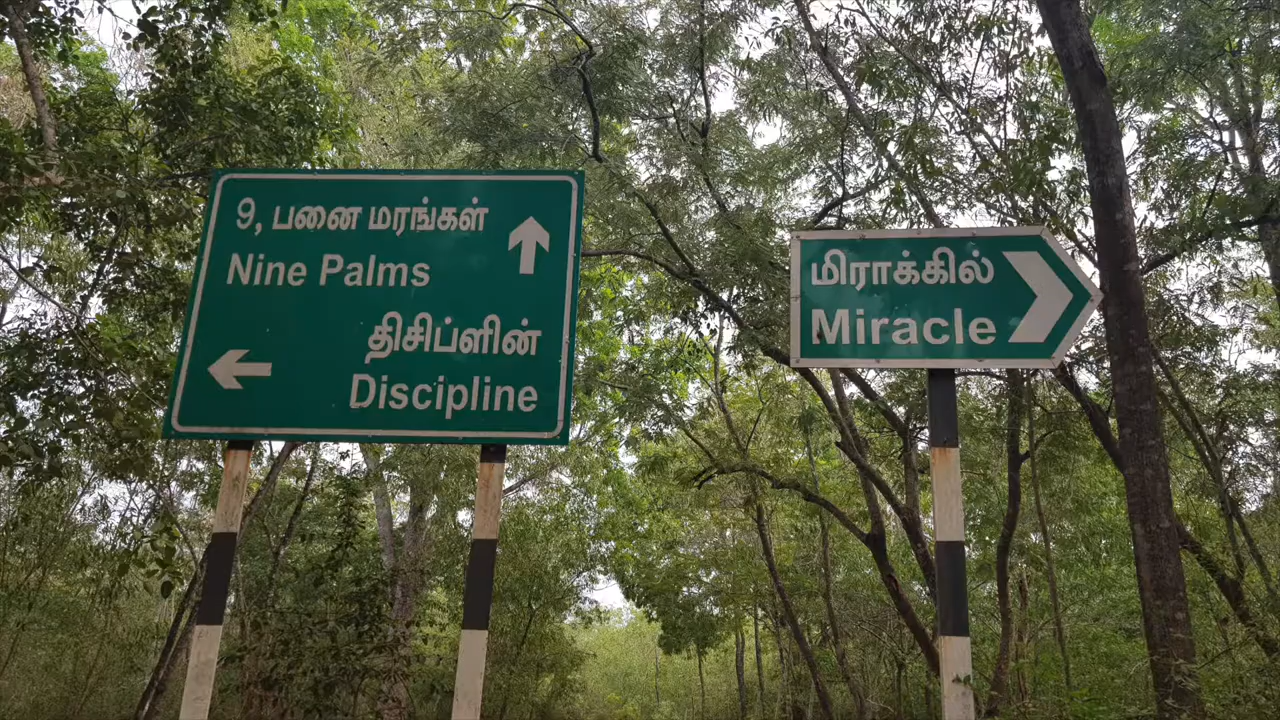 9, பனை மரங்கள்
Nine Palms
திசிப்ளின்
Discipline
மிராக்கில்
Miracle